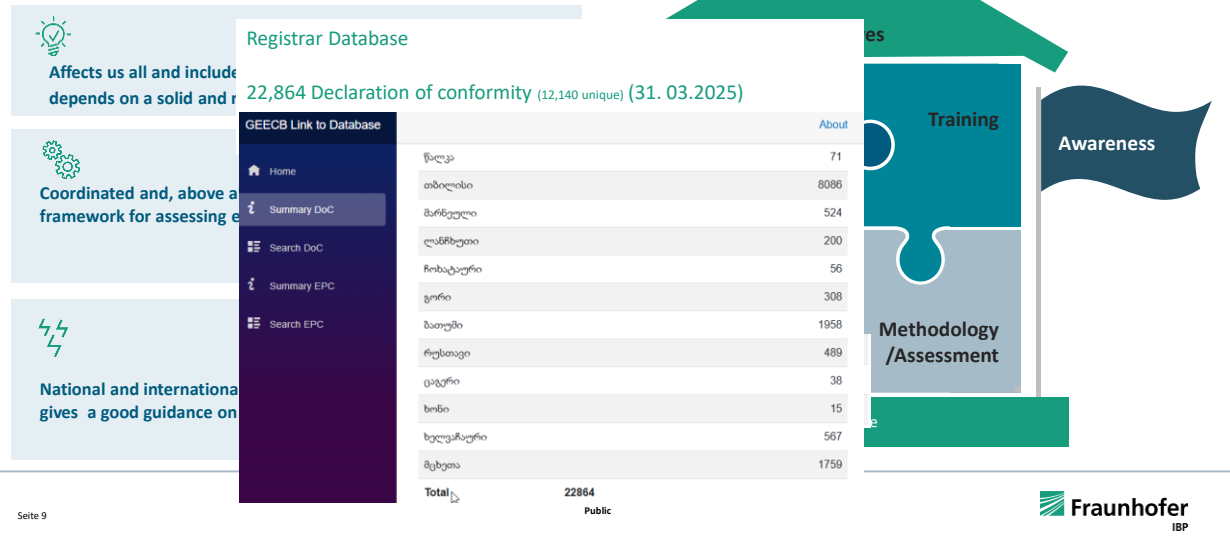 Affects us all and include
depends on a solid and r
Coordinated and, above a
framework for assessing e
National and internationa
gives a good guidance on
Registrar Database
22,864 Declaration of conformity (12,140 unique) (31. 03.2025)
GEECB Link to Database
About
Home
Summary DoC
Search DoC
Summary EPC
Search EPC
წალკა 71
თბილისი 8086
მარნეული 524
ლანჩხუთი 200
ჩოხატაური 56
გორი 308
ბათუმი 1958
რუსთავი 489
ცაგერი 38
ხონი 15
ხელვაჩაური 567
მცხეთა 1759
Total 22864
Training
Awareness
Methodology
/Assessment
Seite 9
Public
Fraunhofer
IBP